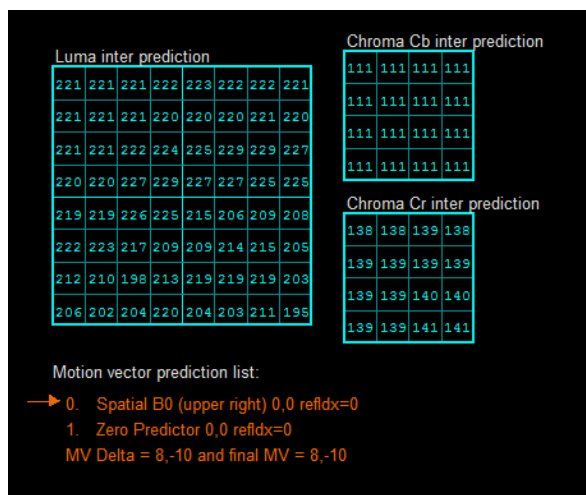 Luma inter prediction
221 221 221 222 223 222 222 221
221 221 221 220 220 220 221 220
221 221 222 224 225 229 229 227
220 220 227 229 227 227 225 225
219 219 226 225 215 206 209 208
222 223 217 209 209 214 215 205
212 210 198 213 219 219 219 203
206 202 204 220 204 203 211 195
Chroma Cb inter prediction
111 111 111 111
111 111 111 111
111 111 111 111
111 111 111 111
Chroma Cr inter prediction
138 138 139 138
139 139 139 139
139 139 140 140
139 139 141 141
Motion vector prediction list:
0. Spatial B0 (upper right) 0,0 refIdx=0
1. Zero Predictor 0,0 refIdx=0
MV Delta = 8,-10 and final MV = 8,-10